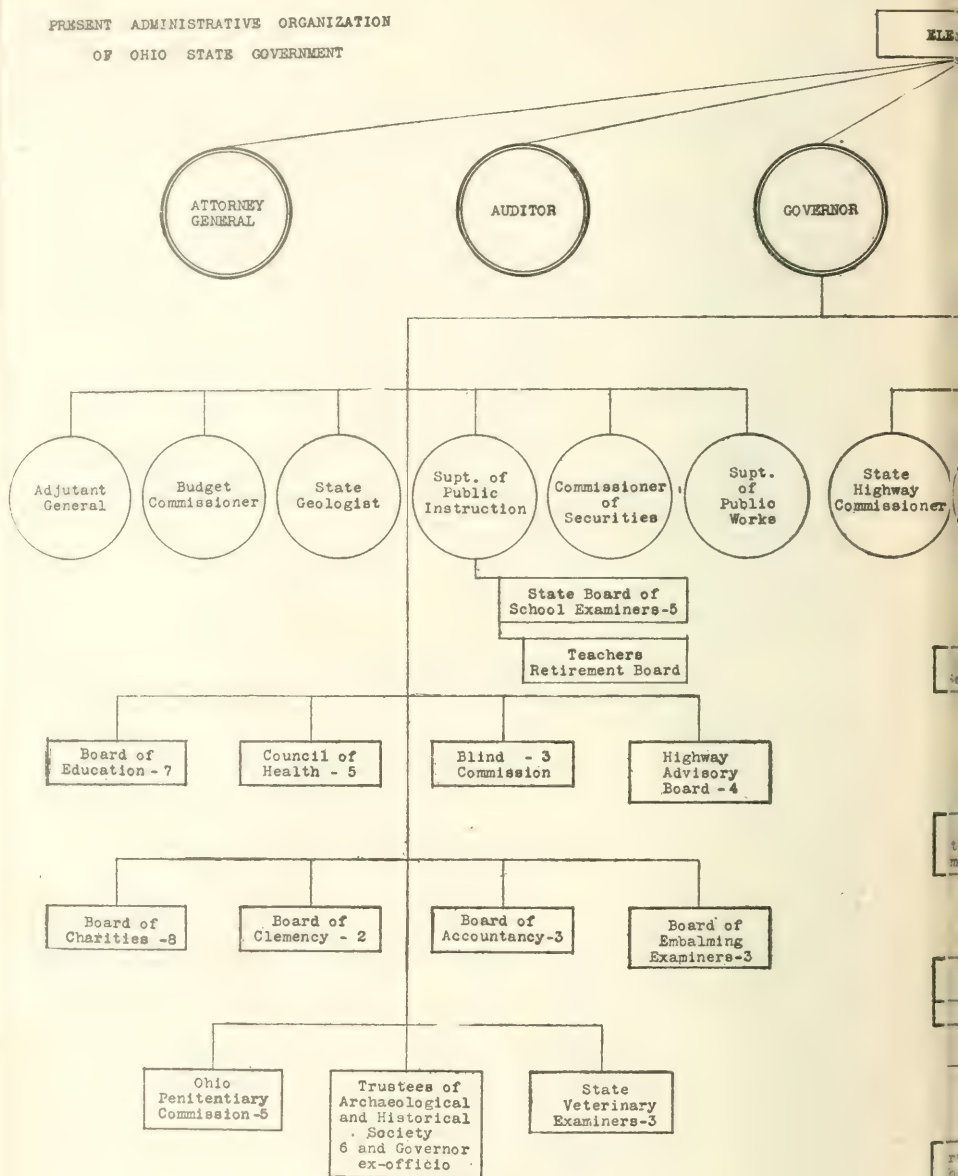 PRESENT ADMINISTRATIVE ORGANIZATION
OF OHIO STATE GOVERNMENT
ATTORNEY
GENERAL
AUDITOR
GOVERNOR
Adjutant
General
Budget
Commissioner
State
Geologist
Supt. of
Public
Instruction
Commissioner
of
Securities
Supt.
of
Public
Works
State
Highway
Commissioner
State Board of
School Examiners-5
Teachers
Retirement Board
Board of
Education - 7
Council of
Health - 5
Blind - 3
Commission
Highway
Advisory
Board - 4
Board of
Charities -8
Board of
Clemency - 2
Board of
Accountancy-3
Board of
Embalming
Examiners-3
Ohio
Penitentiary
Commission-5
Trustees of
Archaeological
and Historical
Society
6 and Governor
ex-officio
State
Veterinary
Examiners-3